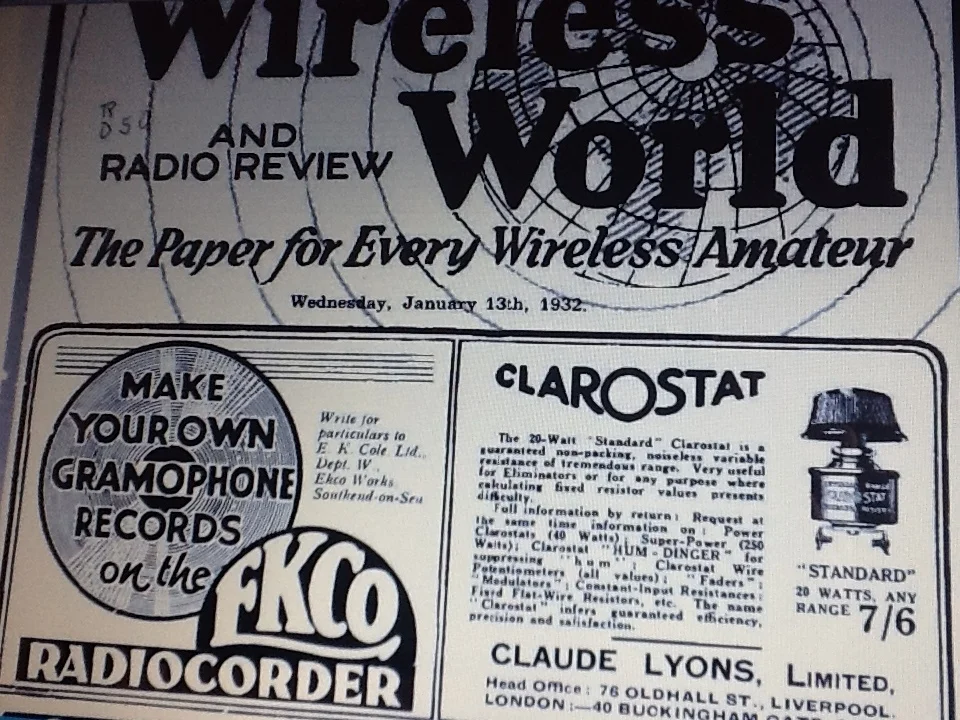 Wireless
World
AND
RADIO REVIEW
The Paper for Every Wireless Amateur
Wednesday, January 13th, 1932.
MAKE
YOUR OWN
GRAMOPHONE
RECORDS
on the
EKCO
RADIOCORDER
Write for
particulars to
E. K. Cole Ltd.,
Dept. W.,
Ekco Works
Southend-on-Sea
CLAROSTAT
The 20-Watt "Standard" Clarostat is a
guaranteed non-packing, noiseless variable
resistance of tremendous range. Very useful
for Eliminators or for any purpose where
calculating fixed resistor values presents
difficulty.
Full information by return: Request at
the same time information on: Power
Clarostats (40 Watts); Super-Power (250
Watts); Clarostat "HUM-DINGER" for
suppressing "hum"; Clarostat Wire
Potentiometers (all values); "Faders";
"Modulators"; Constant-Input Resistances;
Fixed Flat-Wire Resistors, etc. The name
"Clarostat" infers guaranteed efficiency,
precision and satisfaction.
"STANDARD"
20 WATTS, ANY
RANGE 7/6
CLAUDE LYONS, LIMITED,
Head Office: 76 OLDHALL ST., LIVERPOOL.
LONDON:—40 BUCKINGHAM